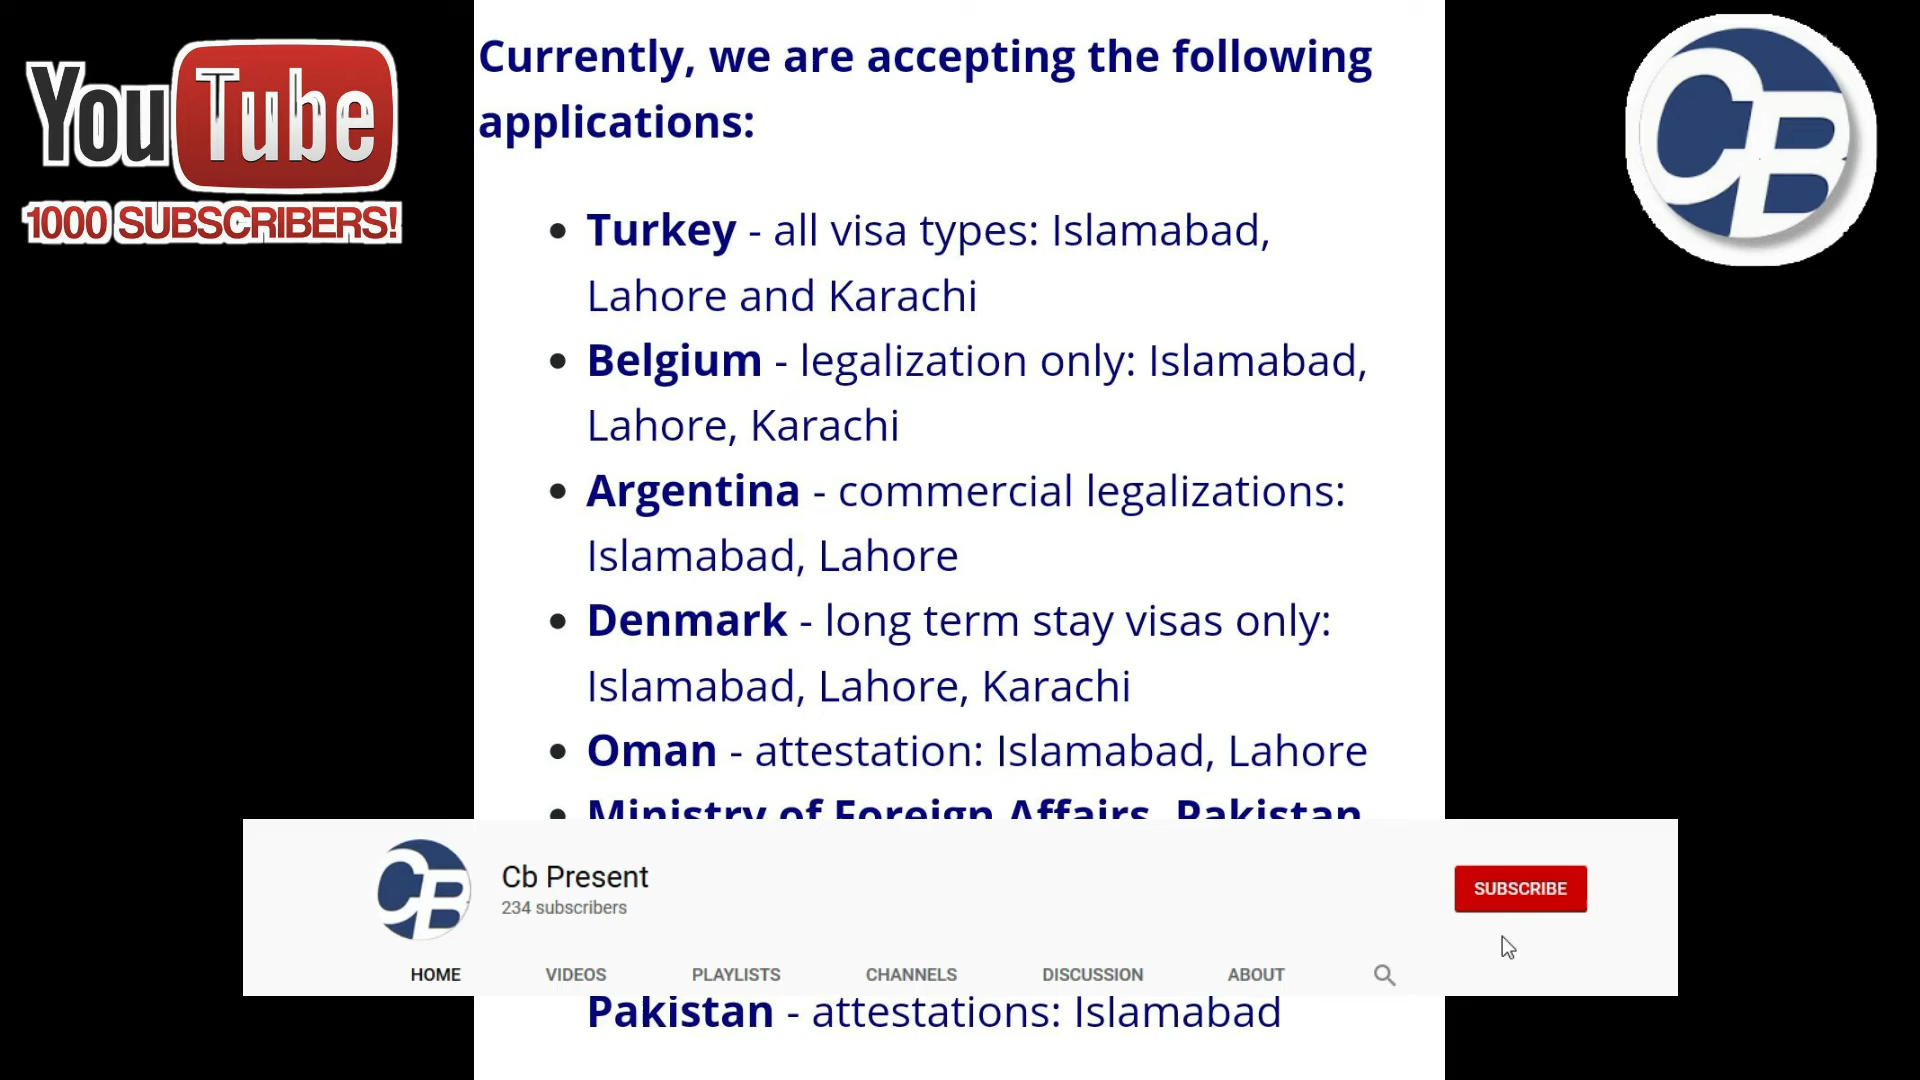 YouTube
1000 SUBSCRIBERS!
CB
Currently, we are accepting the following
applications:
• Turkey - all visa types: Islamabad,
Lahore and Karachi
• Belgium - legalization only: Islamabad,
Lahore, Karachi
• Argentina - commercial legalizations:
Islamabad, Lahore
• Denmark - long term stay visas only:
Islamabad, Lahore, Karachi
• Oman - attestation: Islamabad, Lahore
• Ministry of Foreign Affairs, Pakistan
CB
Cb Present
234 subscribers
SUBSCRIBE
HOME VIDEOS PLAYLISTS CHANNELS DISCUSSION ABOUT
Pakistan - attestations: Islamabad